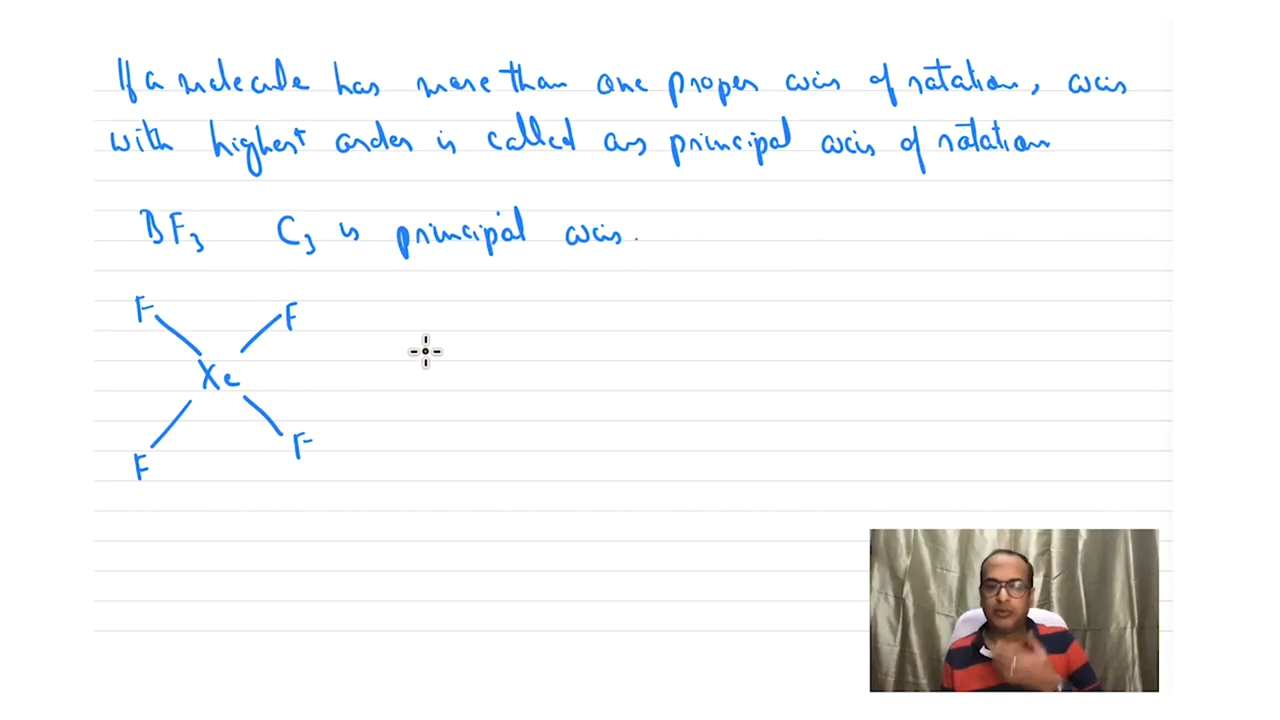 If a molecule has more than one proper axis of rotation, axis
with highest order is called as principal axis of rotation
BF3 C3 is principal axis.
F F
Xe
F F